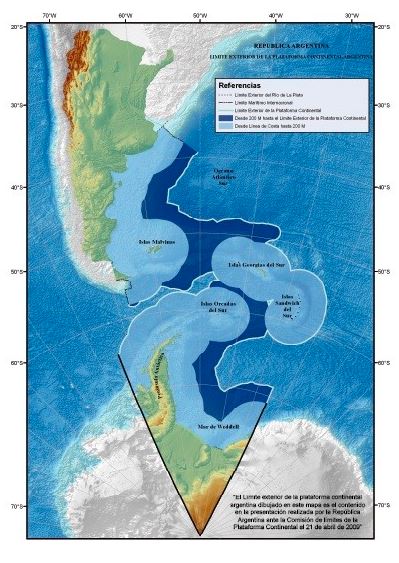 70°W 60°W 50°W 40°W 30°W
20°S 20°S
REPUBLICA ARGENTINA
LIMITE EXTERIOR DE LA PLATAFORMA CONTINENTAL ARGENTINA
Referencias
Límite Exterior del Río de La Plata
Límite Marítimo Internacional
Límite Exterior de la Plataforma Continental
Desde 200 M hasta el Límite Exterior de la Plataforma Continental
Desde Línea de Costa hasta 200 M
30°S 30°S
Océano
Atlántico
Sur
40°S 40°S
Islas Malvinas
Islas Georgias del Sur
50°S 50°S
Islas Orcadas
del Sur
Islas
Sandwich
del
Sur
60°S 60°S
Península Antártica
Mar de Weddell
70°S 70°S
"El Límite exterior de la plataforma continental
argentina dibujado en este mapa es el contenido
en la presentación realizada por la República
Argentina ante la Comisión de límites de la
Plataforma Continental el 21 de abril de 2009"